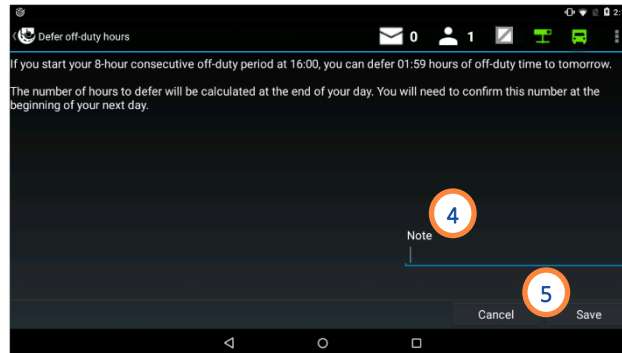 2:
Defer off-duty hours 0 1
If you start your 8-hour consecutive off-duty period at 16:00, you can defer 01:59 hours of off-duty time to tomorrow.
The number of hours to defer will be calculated at the end of your day. You will need to confirm this number at the
beginning of your next day.
4
Note
5
Cancel Save